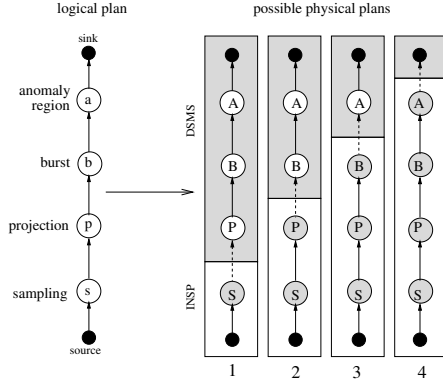 logical plan
possible physical plans
sink
anomaly
region
a
burst
b
projection
p
sampling
s
source
DSMS
INSP
A
A
A
A
B
B
B
B
P
P
P
P
S
S
S
S
1
2
3
4